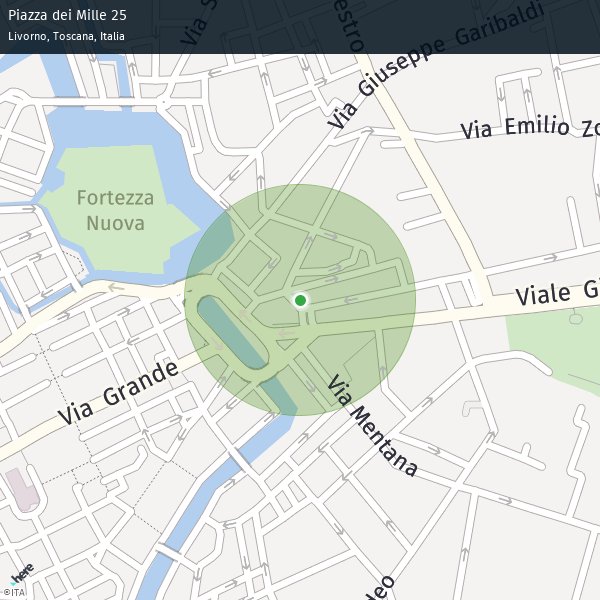 Piazza dei Mille 25
Livorno, Toscana, Italia
Via S
estro
Via Giuseppe Garibaldi
Via Emilio Zo
Fortezza
Nuova
Viale G
Via Grande
Via Mentana
deo
here
©ITA